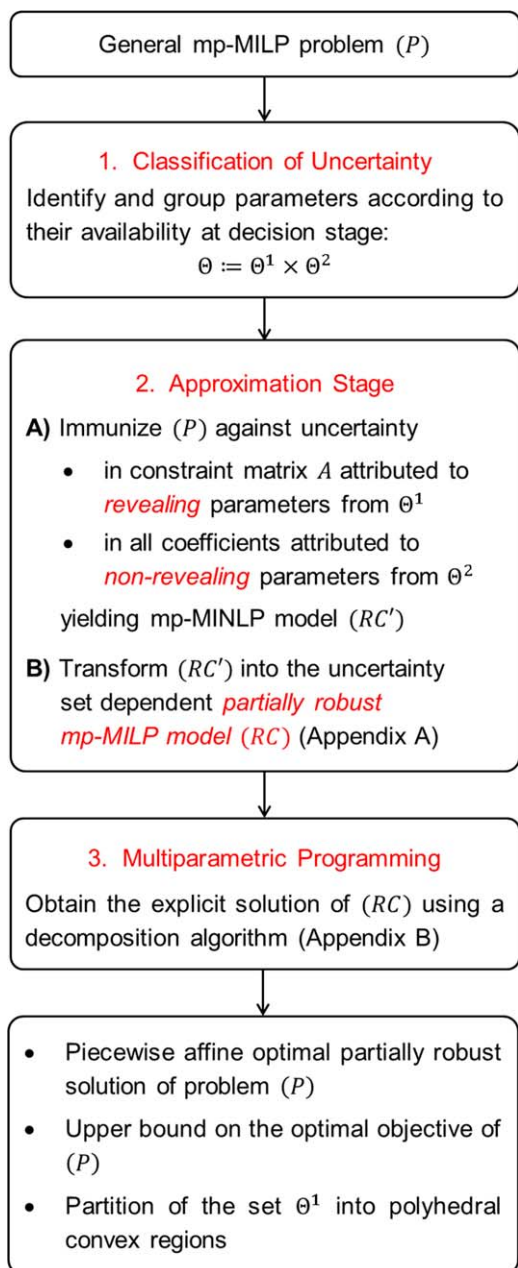 General mp-MILP problem (P)
1. Classification of Uncertainty
Identify and group parameters according to
their availability at decision stage:
Θ ≔ Θ¹ × Θ²
2. Approximation Stage
A) Immunize (P) against uncertainty
• in constraint matrix A attributed to
revealing parameters from Θ¹
• in all coefficients attributed to
non-revealing parameters from Θ²
yielding mp-MINLP model (RC′)
B) Transform (RC′) into the uncertainty
set dependent partially robust
mp-MILP model (RC) (Appendix A)
3. Multiparametric Programming
Obtain the explicit solution of (RC) using a
decomposition algorithm (Appendix B)
• Piecewise affine optimal partially robust
solution of problem (P)
• Upper bound on the optimal objective of
(P)
• Partition of the set Θ¹ into polyhedral
convex regions